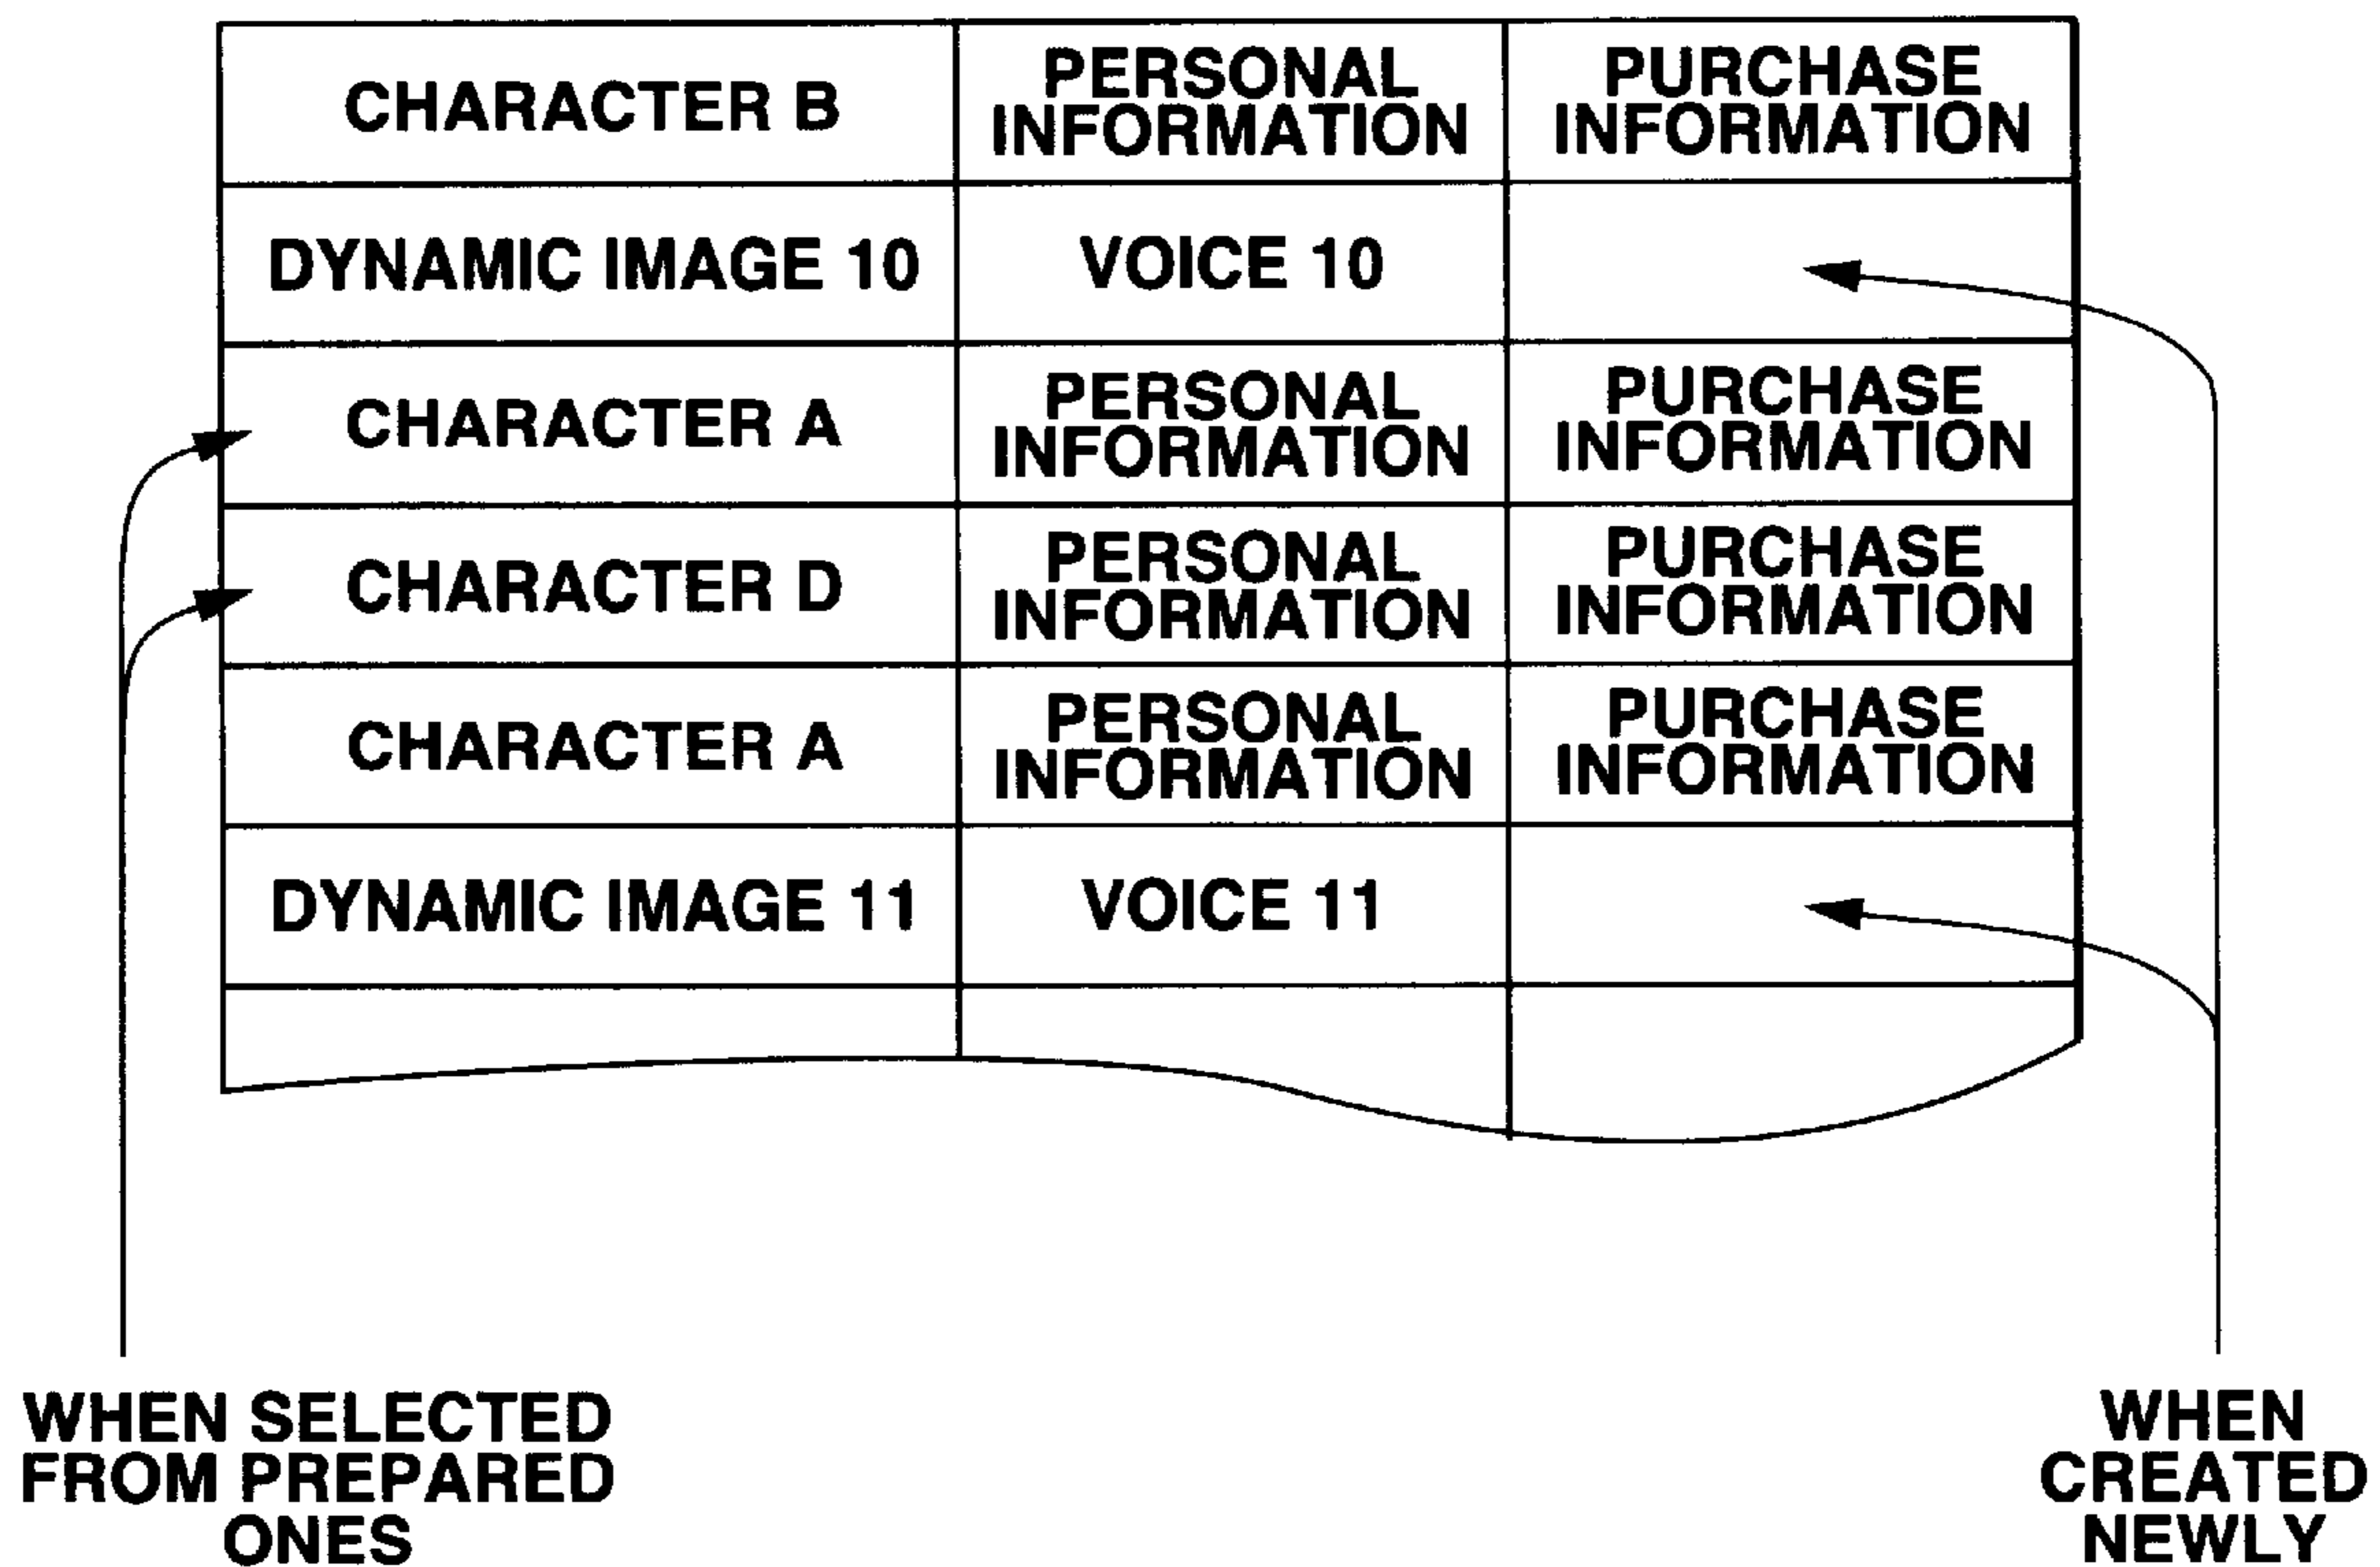 CHARACTER B
PERSONAL
INFORMATION
PURCHASE
INFORMATION
DYNAMIC IMAGE 10
VOICE 10
CHARACTER A
PERSONAL
INFORMATION
PURCHASE
INFORMATION
CHARACTER D
PERSONAL
INFORMATION
PURCHASE
INFORMATION
CHARACTER A
PERSONAL
INFORMATION
PURCHASE
INFORMATION
DYNAMIC IMAGE 11
VOICE 11
WHEN SELECTED
FROM PREPARED
ONES
WHEN
CREATED
NEWLY